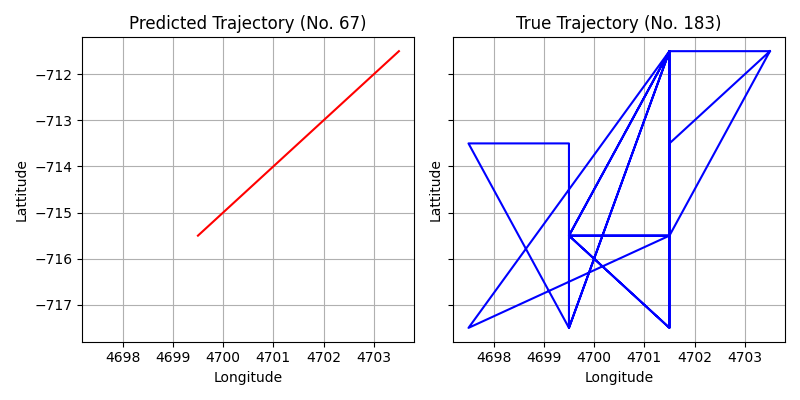 Predicted Trajectory (No. 67)
True Trajectory (No. 183)
Lattitude
−712
−713
−714
−715
−716
−717
4698 4699 4700 4701 4702 4703
Longitude
Lattitude
4698 4699 4700 4701 4702 4703
Longitude